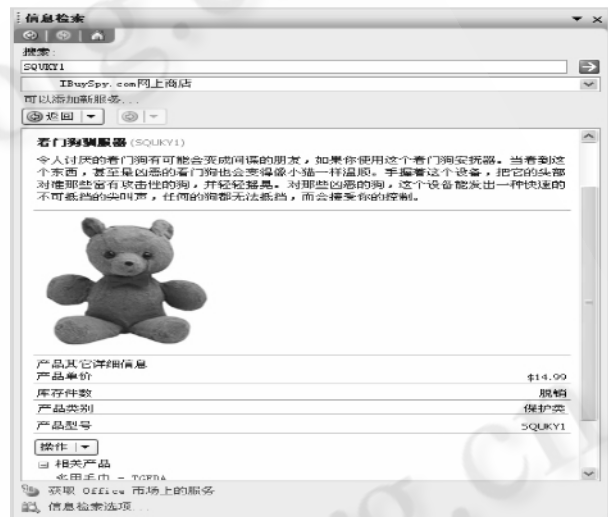 信息检索
搜索:
SQUKY1
IBuySpy.com网上商店
可以添加新服务...
返回
看门狗驯服器 (SQUKY1)
令人讨厌的看门狗有可能会变成间谍的朋友，如果你使用这个看门狗安抚器。当看到这
个东西，甚至是凶恶的看门狗也会变得像小猫一样温顺。手握着这个设备，把它的头部
对准那些富有攻击性的狗，并轻轻摇晃。对那些凶恶的狗，这个设备能发出一种快速的
不可抵挡的尖叫声，任何的狗都无法抵挡，而会接受你的控制。
产品其它详细信息
产品单价 $14.99
库存件数 脱销
产品类别 保护类
产品型号 SQUKY1
操作
相关产品
多用毛巾 - TGFDA
获取 Office 市场上的服务
信息检索选项...